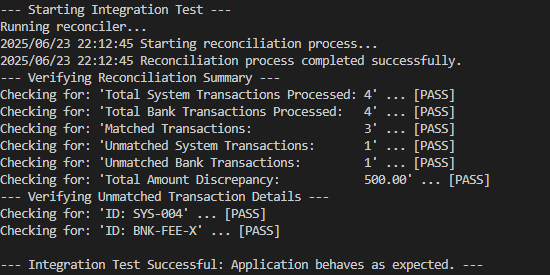 --- Starting Integration Test ---
Running reconciler...
2025/06/23 22:12:45 Starting reconciliation process...
2025/06/23 22:12:45 Reconciliation process completed successfully.
--- Verifying Reconciliation Summary ---
Checking for: 'Total System Transactions Processed: 4' ... [PASS]
Checking for: 'Total Bank Transactions Processed:   4' ... [PASS]
Checking for: 'Matched Transactions:                3' ... [PASS]
Checking for: 'Unmatched System Transactions:       1' ... [PASS]
Checking for: 'Unmatched Bank Transactions:         1' ... [PASS]
Checking for: 'Total Amount Discrepancy:            500.00' ... [PASS]
--- Verifying Unmatched Transaction Details ---
Checking for: 'ID: SYS-004' ... [PASS]
Checking for: 'ID: BNK-FEE-X' ... [PASS]
--- Integration Test Successful: Application behaves as expected. ---